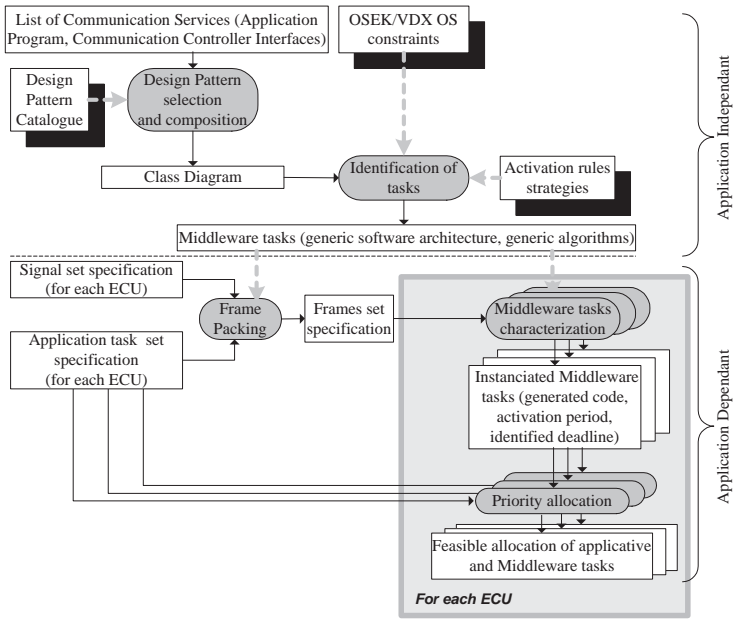 List of Communication Services (Application
Program, Communication Controller Interfaces)
OSEK/VDX OS
constraints
Design
Pattern
Catalogue
Design Pattern
selection
and composition
Class Diagram
Identification of
tasks
Activation rules
strategies
Middleware tasks (generic software architecture, generic algorithms)
Application Independant
Signal set specification
(for each ECU)
Frame
Packing
Frames set
specification
Middleware tasks
characterization
Application task set
specification
(for each ECU)
Instanciated Middleware
tasks (generated code,
activation period,
identified deadline)
Priority allocation
Feasible allocation of applicative
and Middleware tasks
For each ECU
Application Dependant